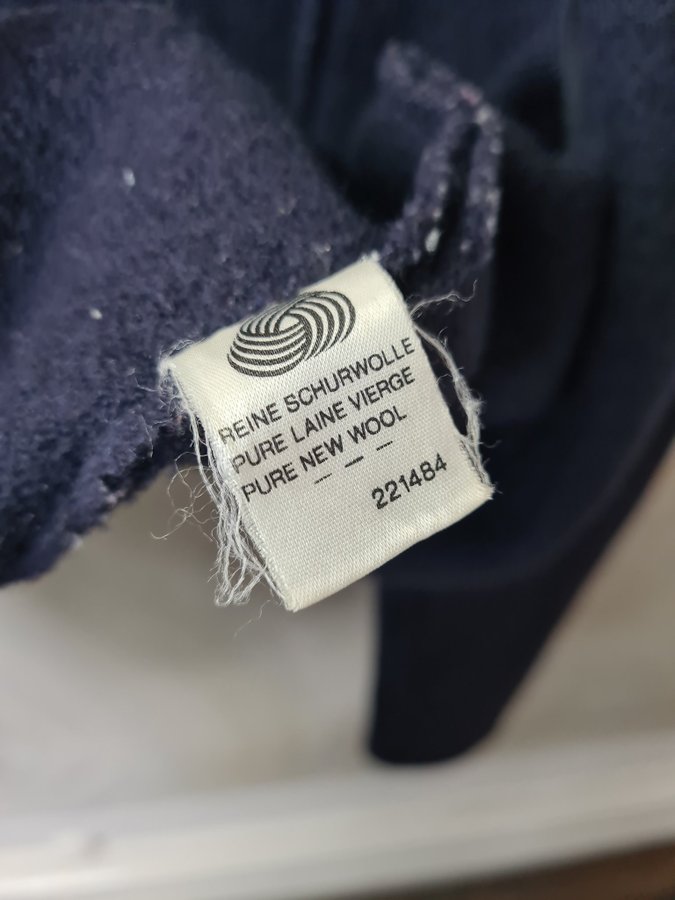 REINE SCHURWOLLE
PURE LAINE VIERGE
PURE NEW WOOL
— — —
221484